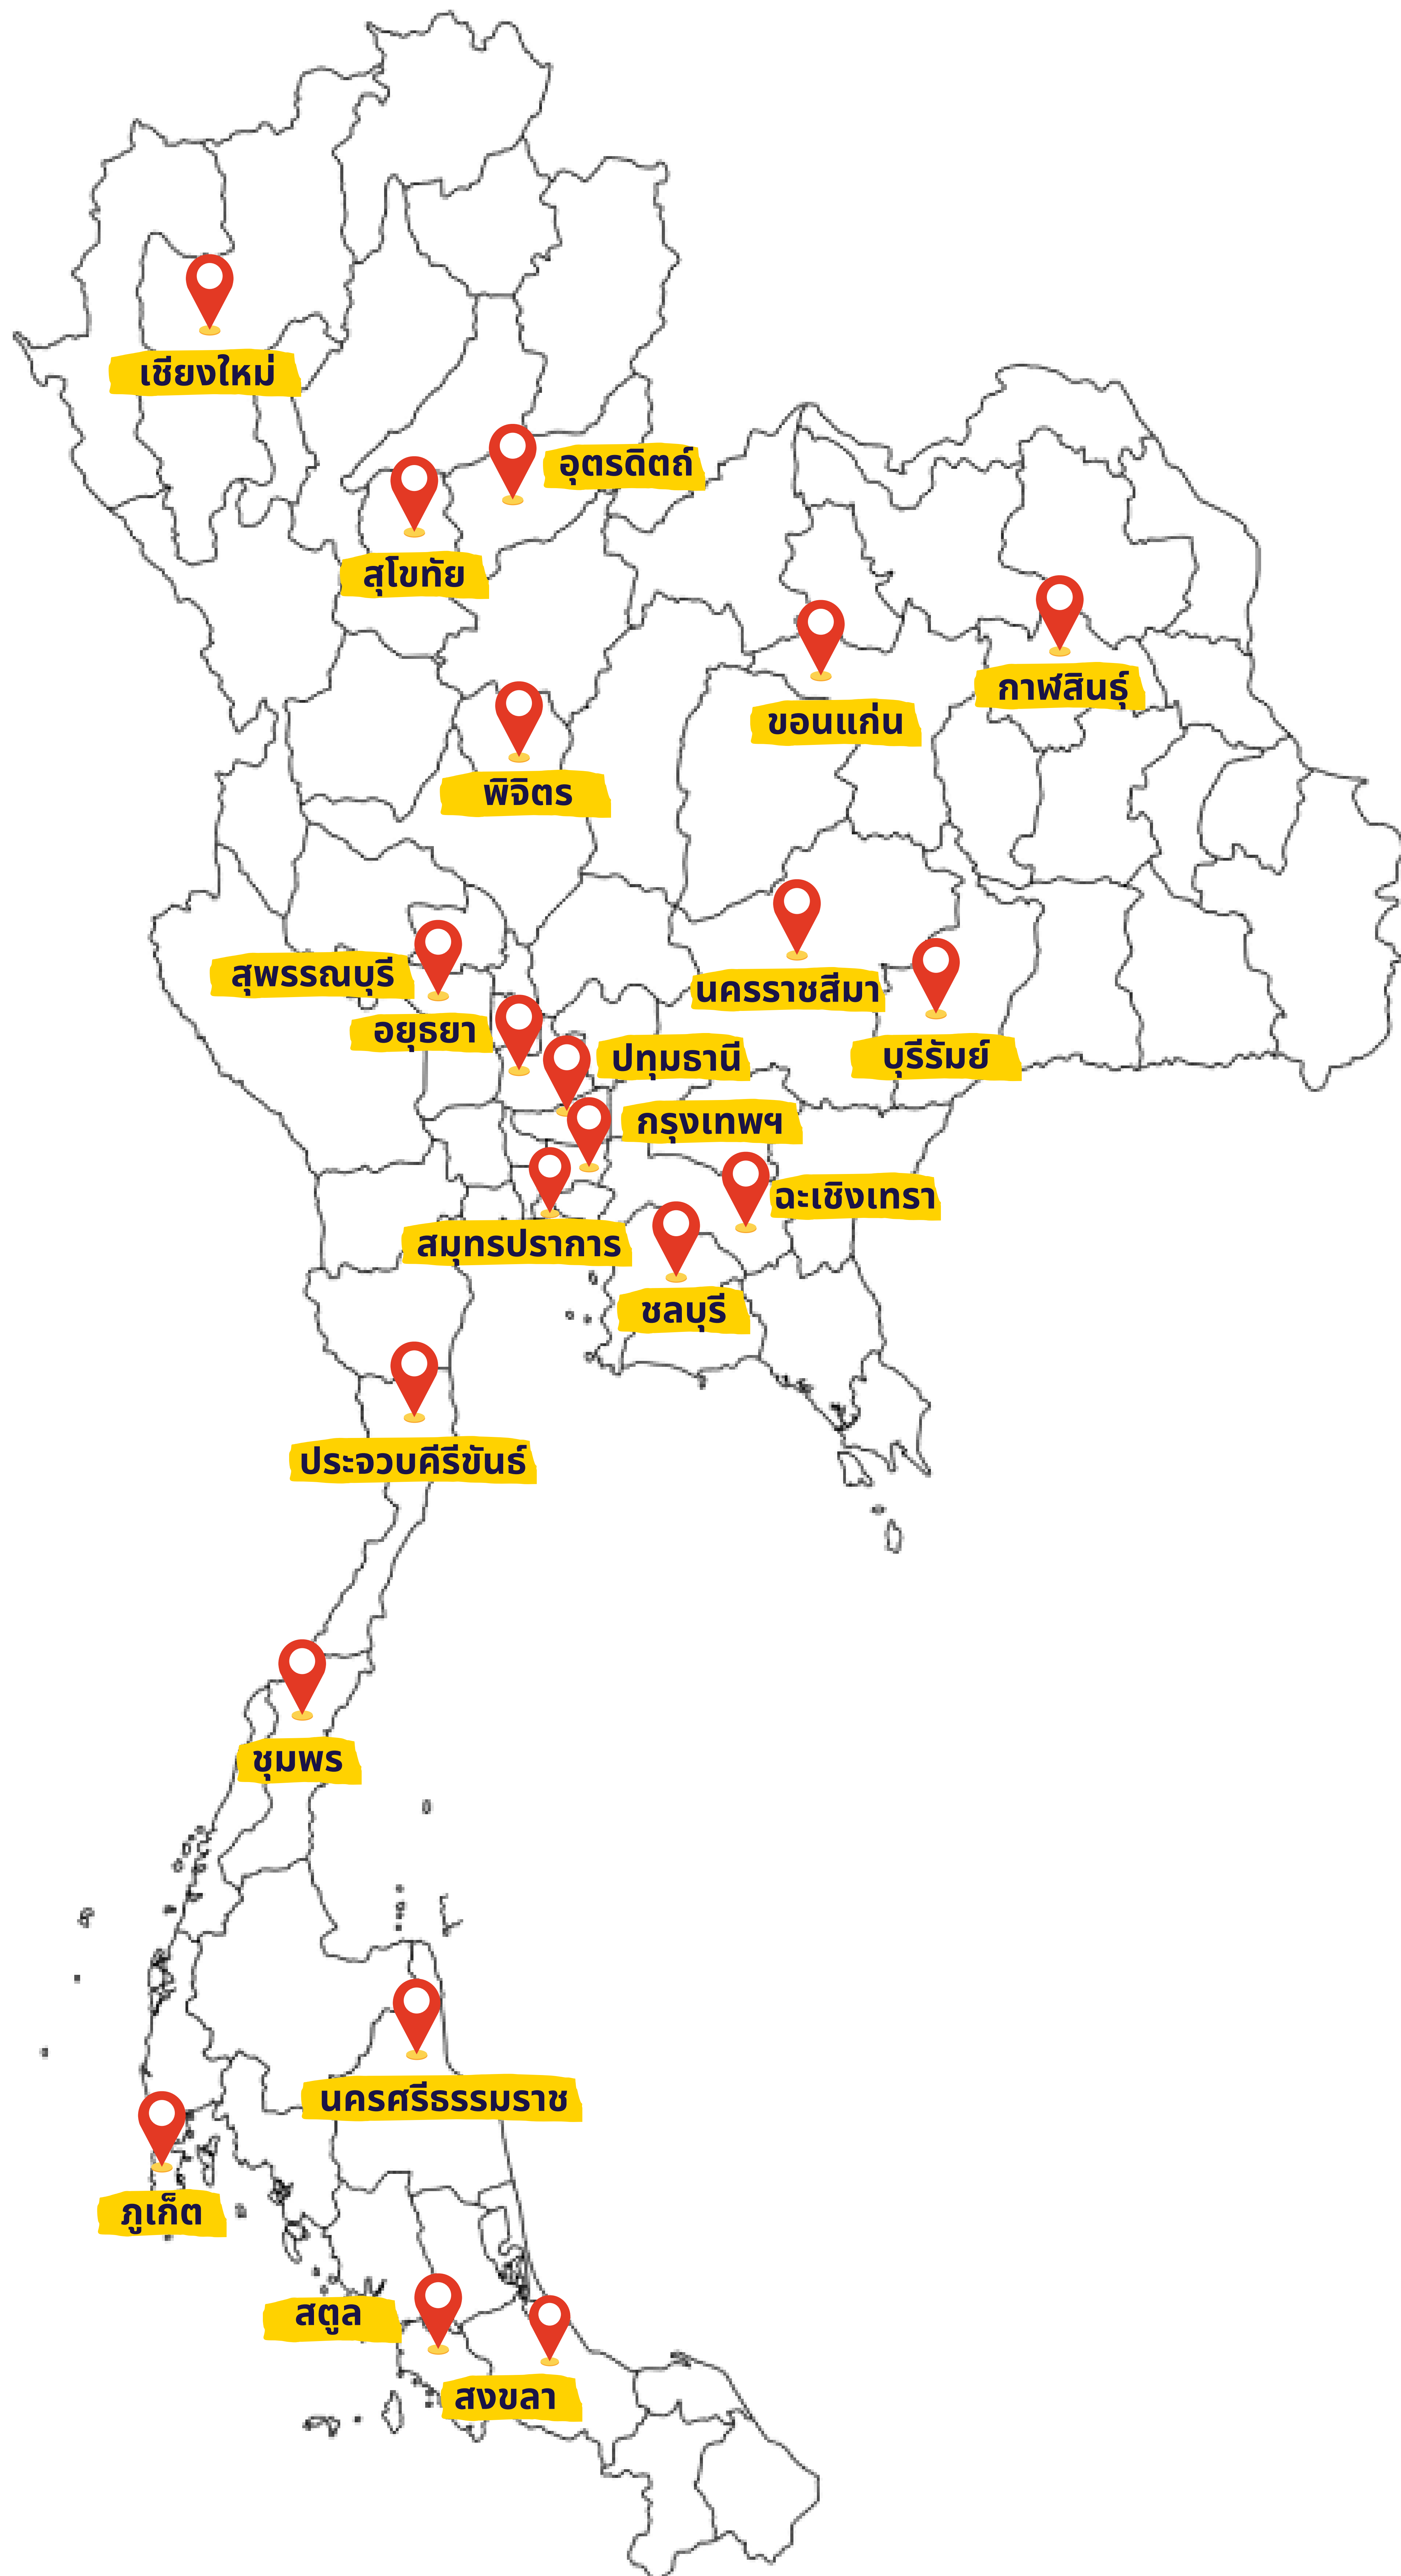 เชียงใหม่
อุตรดิตถ์
สุโขทัย
กาฬสินธุ์
ขอนแก่น
พิจิตร
สุพรรณบุรี
นครราชสีมา
อยุธยา
ปทุมธานี
บุรีรัมย์
กรุงเทพฯ
ฉะเชิงเทรา
สมุทรปราการ
ชลบุรี
ประจวบคีรีขันธ์
ชุมพร
นครศรีธรรมราช
ภูเก็ต
สตูล
สงขลา